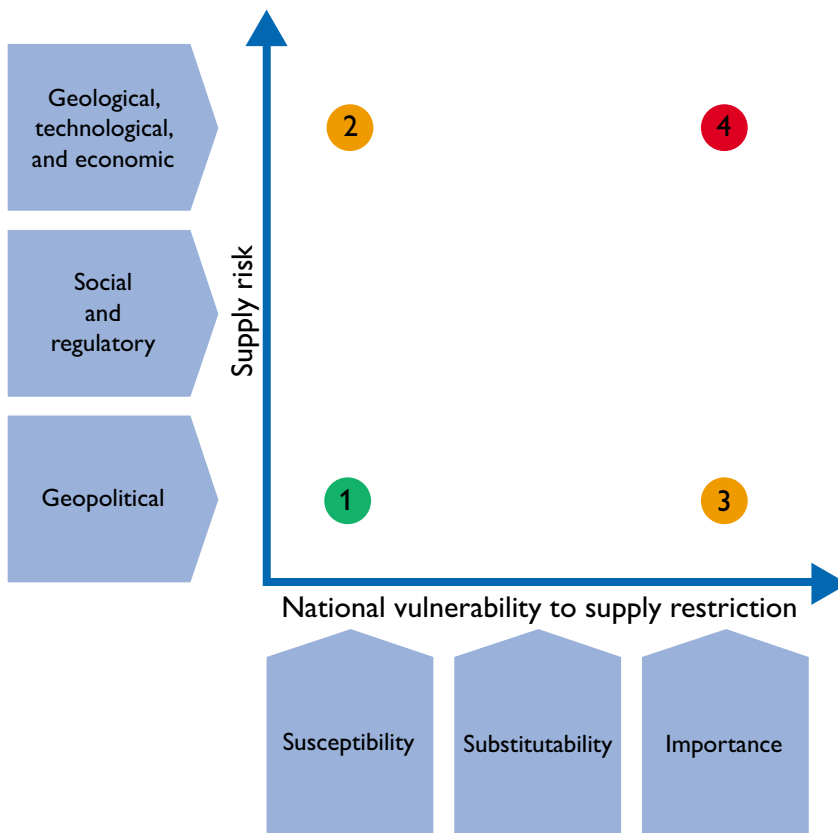 Geological,
technological,
and economic
Social
and
regulatory
Geopolitical
Supply risk
2
4
1
3
National vulnerability to supply restriction
Susceptibility
Substitutability
Importance